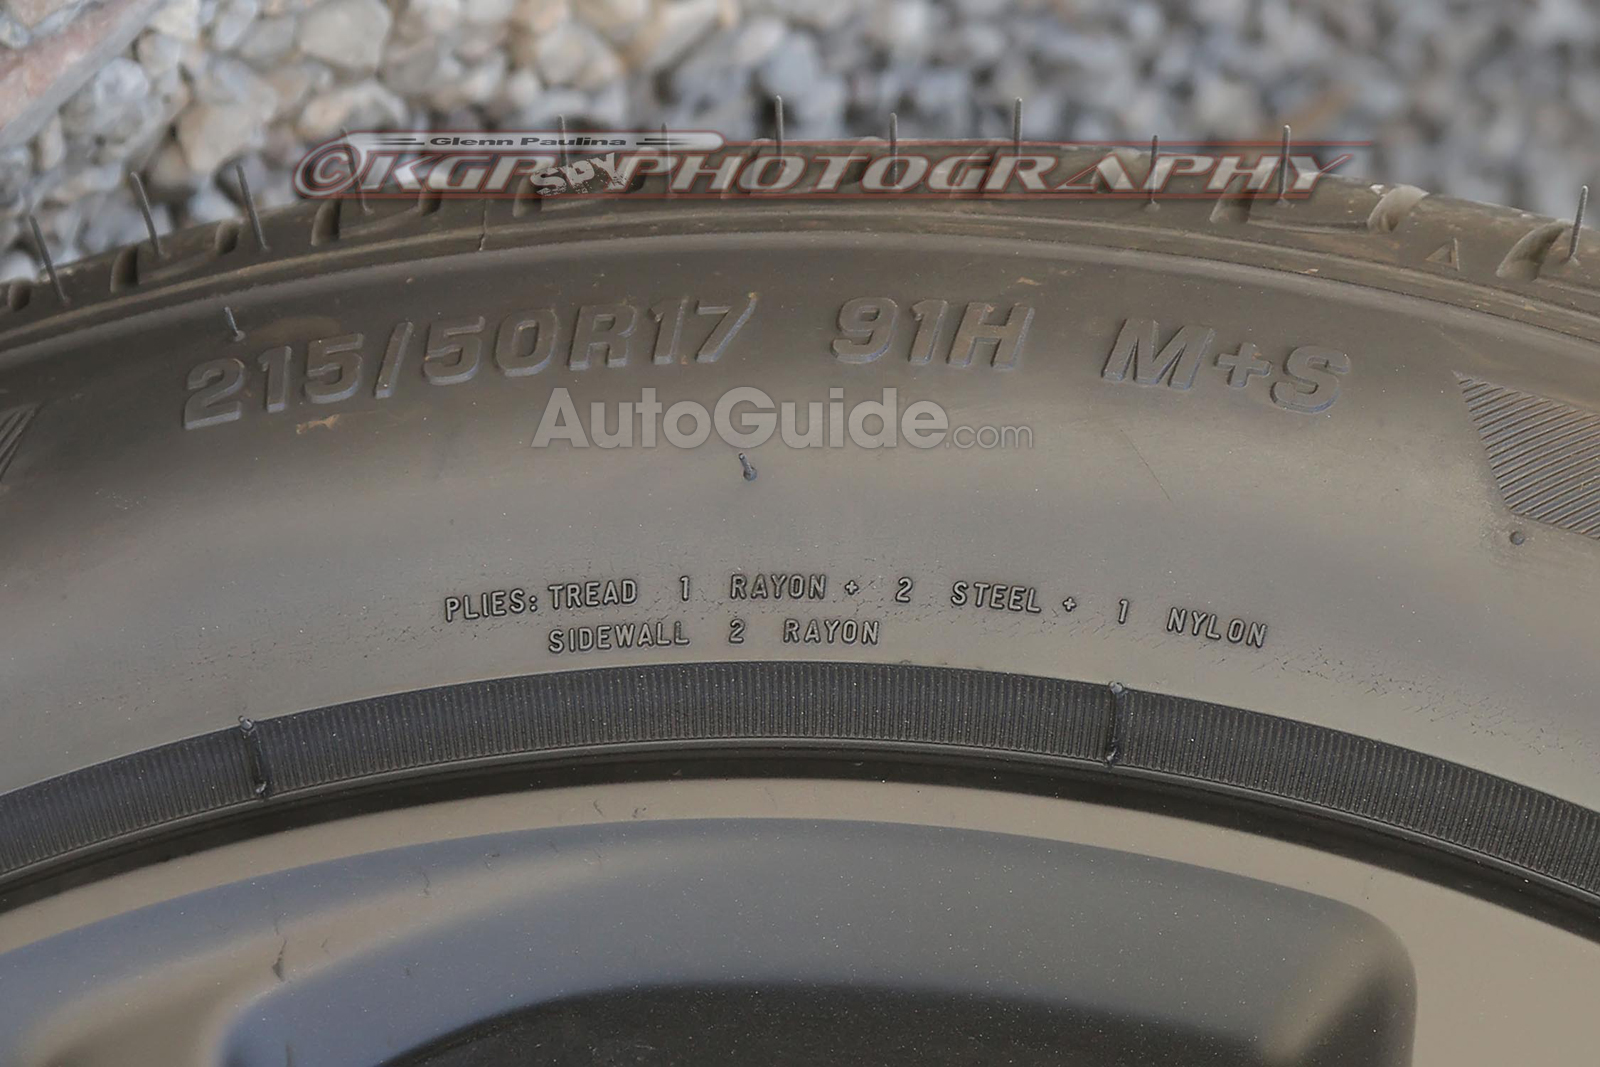 Glenn Paulina
©KGP SPY PHOTOGRAPHY
215/50R17 91H M+S
AutoGuide.com
PLIES: TREAD 1 RAYON + 2 STEEL + 1 NYLON
SIDEWALL 2 RAYON